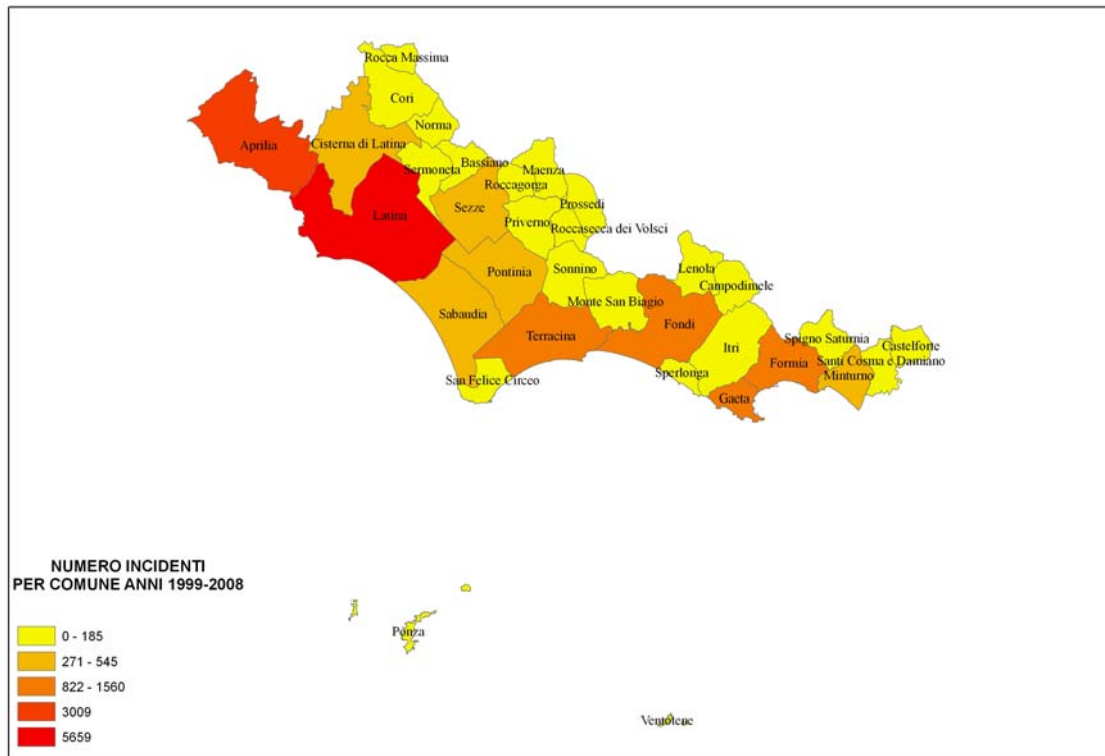 Rocca Massima
Cori
Norma
Aprilia
Cisterna di Latina
Sermoneta
Bassiano
Maenza
Roccagorga
Prossedi
Latina
Sezze
Priverno
Roccasecca dei Volsci
Pontinia
Sonnino
Lenola
Campodimele
Monte San Biagio
Sabaudia
Fondi
Terracina
Itri
Spigno Saturnia
Castelforte
Santi Cosma e Damiano
Formia
Minturno
San Felice Circeo
Sperlonga
Gaeta
NUMERO INCIDENTI
PER COMUNE ANNI 1999-2008
0 - 185
271 - 545
822 - 1560
3009
5659
Ponza
Ventotene